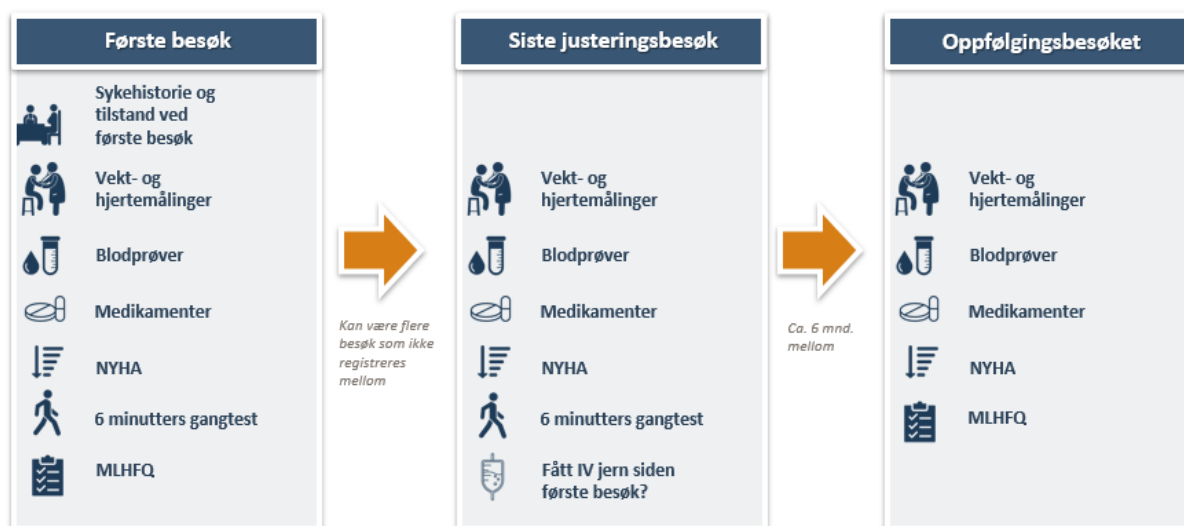 Første besøk
Sykehistorie og
tilstand ved
første besøk
Vekt- og
hjertemålinger
Blodprøver
Medikamenter
NYHA
6 minutters gangtest
MLHFQ
Kan være flere
besøk som ikke
registreres
mellom
Siste justeringsbesøk
Vekt- og
hjertemålinger
Blodprøver
Medikamenter
NYHA
6 minutters gangtest
Fått IV jern siden
første besøk?
Ca. 6 mnd.
mellom
Oppfølgingsbesøket
Vekt- og
hjertemålinger
Blodprøver
Medikamenter
NYHA
MLHFQ